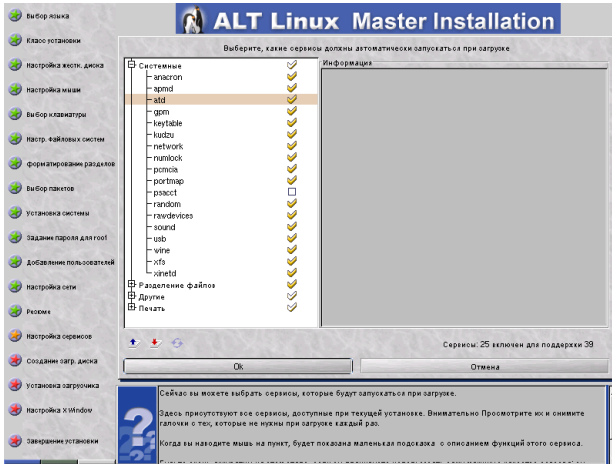 ALT Linux Master Installation
Выбор языка
Класс установки
Настройка жестк. диска
Настройка мыши
Выбор клавиатуры
Настр. Файловых систем
Форматирование разделов
Выбор пакетов
Установка системы
Задание пароля для root
Добавление пользователей
Настройка сети
Резюме
Настройка сервисов
Создание загр. диска
Установка загрузчика
Настройка X Window
Завершение установки
Выберите, какие сервисы должны автоматически запускаться при загрузке
Системные
anacron
apmd
atd
gpm
keytable
kudzu
network
numlock
pcmcia
portmap
psacct
random
rawdevices
sound
usb
wine
xfs
xinetd
Разделение файлов
Другие
Печать
Информация
Сервисы: 25 включен для поддержки 39
Ok
Отмена
Сейчас вы можете выбрать сервисы, которые будут запускаться при загрузке.
Здесь присутствуют все сервисы, доступные при текущей установке. Внимательно Просмотрите их и снимите
галочки с тех, которые не нужны при загрузке каждый раз.
Когда вы наводите мышь на пункт, будет показана маленькая подсказка с описанием функций этого сервиса.